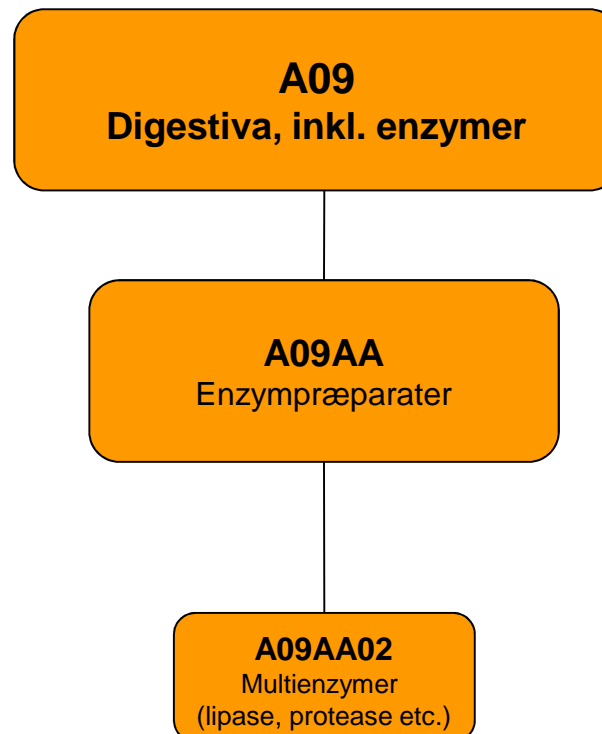 A09
Digestiva, inkl. enzymer
A09AA
Enzympræparater
A09AA02
Multienzymer
(lipase, protease etc.)